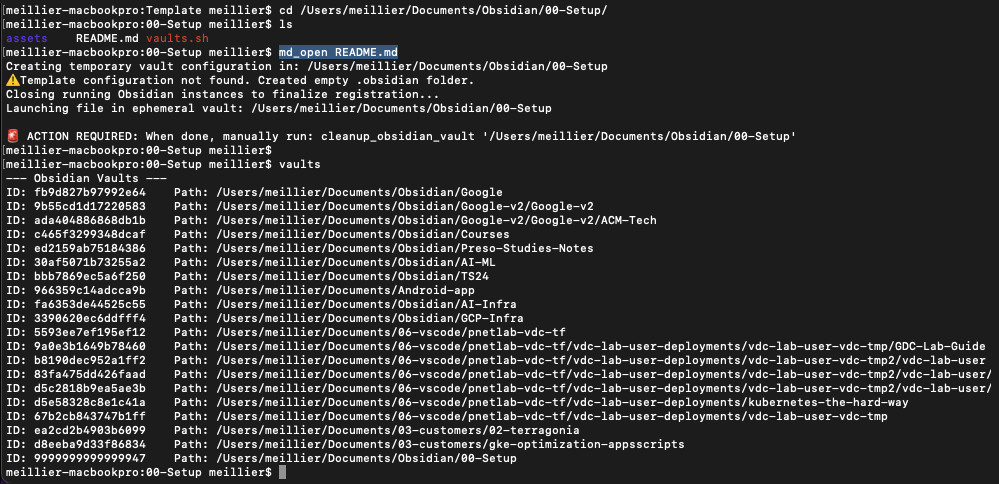 meillier-macbookpro:Template meillier$ cd /Users/meillier/Documents/Obsidian/00-Setup/
[meillier-macbookpro:00-Setup meillier$ ls
assets    README.md vaults.sh
[meillier-macbookpro:00-Setup meillier$ md_open README.md
Creating temporary vault configuration in: /Users/meillier/Documents/Obsidian/00-Setup
⚠️Template configuration not found. Created empty .obsidian folder.
Closing running Obsidian instances to finalize registration...
Launching file in ephemeral vault: /Users/meillier/Documents/Obsidian/00-Setup
🚨 ACTION REQUIRED: When done, manually run: cleanup_obsidian_vault '/Users/meillier/Documents/Obsidian/00-Setup'
[meillier-macbookpro:00-Setup meillier$
[meillier-macbookpro:00-Setup meillier$ vaults
--- Obsidian Vaults ---
ID: fb9d827b97992e64    Path: /Users/meillier/Documents/Obsidian/Google
ID: 9b55cd1d17220583    Path: /Users/meillier/Documents/Obsidian/Google-v2/Google-v2
ID: ada404886868db1b    Path: /Users/meillier/Documents/Obsidian/Google-v2/Google-v2/ACM-Tech
ID: c465f3299348dcaf    Path: /Users/meillier/Documents/Obsidian/Courses
ID: ed2159ab75184386    Path: /Users/meillier/Documents/Obsidian/Preso-Studies-Notes
ID: 30af5071b73255a2    Path: /Users/meillier/Documents/Obsidian/AI-ML
ID: bbb7869ec5a6f250    Path: /Users/meillier/Documents/Obsidian/TS24
ID: 966359c14adcca9b    Path: /Users/meillier/Documents/Android-app
ID: fa6353de44525c55    Path: /Users/meillier/Documents/Obsidian/AI-Infra
ID: 3390620ec6ddfff4    Path: /Users/meillier/Documents/Obsidian/GCP-Infra
ID: 5593ee7ef195ef12    Path: /Users/meillier/Documents/06-vscode/pnetlab-vdc-tf
ID: 9a0e3b1649b78460    Path: /Users/meillier/Documents/06-vscode/pnetlab-vdc-tf/vdc-lab-user-deployments/vdc-lab-user-vdc-tmp/GDC-Lab-Guide
ID: b8190dec952a1ff2    Path: /Users/meillier/Documents/06-vscode/pnetlab-vdc-tf/vdc-lab-user-deployments/vdc-lab-user-vdc-tmp2/vdc-lab-user
ID: 83fa475dd426faad    Path: /Users/meillier/Documents/06-vscode/pnetlab-vdc-tf/vdc-lab-user-deployments/vdc-lab-user-vdc-tmp2/vdc-lab-user/
ID: d5c2818b9ea5ae3b    Path: /Users/meillier/Documents/06-vscode/pnetlab-vdc-tf/vdc-lab-user-deployments/vdc-lab-user-vdc-tmp2/vdc-lab-user/
ID: d5e58328c8e1c41a    Path: /Users/meillier/Documents/06-vscode/pnetlab-vdc-tf/vdc-lab-user-deployments/kubernetes-the-hard-way
ID: 67b2cb843747b1ff    Path: /Users/meillier/Documents/06-vscode/pnetlab-vdc-tf/vdc-lab-user-deployments/vdc-lab-user-vdc-tmp
ID: ea2cd2b4903b6099    Path: /Users/meillier/Documents/03-customers/02-terragonia
ID: d8eeba9d33f86834    Path: /Users/meillier/Documents/03-customers/gke-optimization-appsscripts
ID: 9999999999999947    Path: /Users/meillier/Documents/Obsidian/00-Setup
meillier-macbookpro:00-Setup meillier$